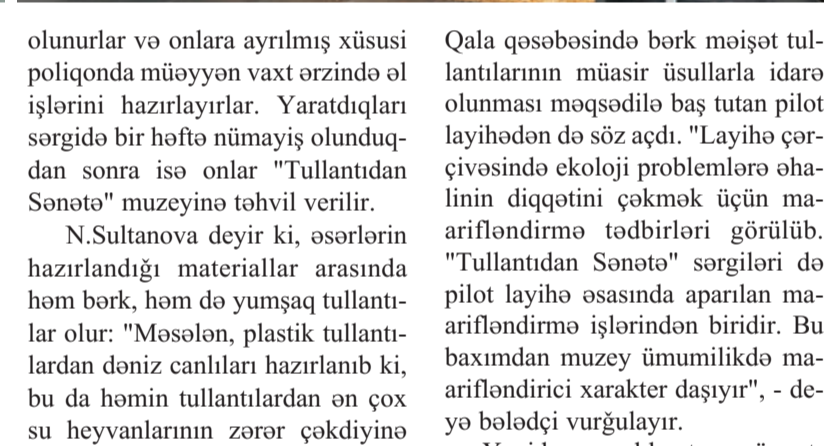 olunurlar və onlara ayrılmış xüsusi
poliqonda müəyyən vaxt ərzində əl
işlərini hazırlayırlar. Yaratdıqları
sərgidə bir həftə nümayiş olunduq-
dan sonra isə onlar "Tullantıdan
Sənətə" muzeyinə təhvil verilir.
N.Sultanova deyir ki, əsərlərin
hazırlandığı materiallar arasında
həm bərk, həm də yumşaq tullantı-
lar olur: "Məsələn, plastik tullantı-
lardan dəniz canlıları hazırlanıb ki,
bu da həmin tullantılardan ən çox
su heyvanlarının zərər çəkdiyinə
Qala qəsəbəsində bərk məişət tul-
lantılarının müasir üsullarla idarə
olunması məqsədilə baş tutan pilot
layihədən də söz açdı. "Layihə çər-
çivəsində ekoloji problemlərə əha-
linin diqqətini çəkmək üçün ma-
arifləndirmə tədbirləri görülüb.
"Tullantıdan Sənətə" sərgiləri də
pilot layihə əsasında aparılan ma-
arifləndirmə işlərindən biridir. Bu
baxımdan muzey ümumilikdə ma-
arifləndirici xarakter daşıyır", - de-
yə bələdçi vurğulayır.